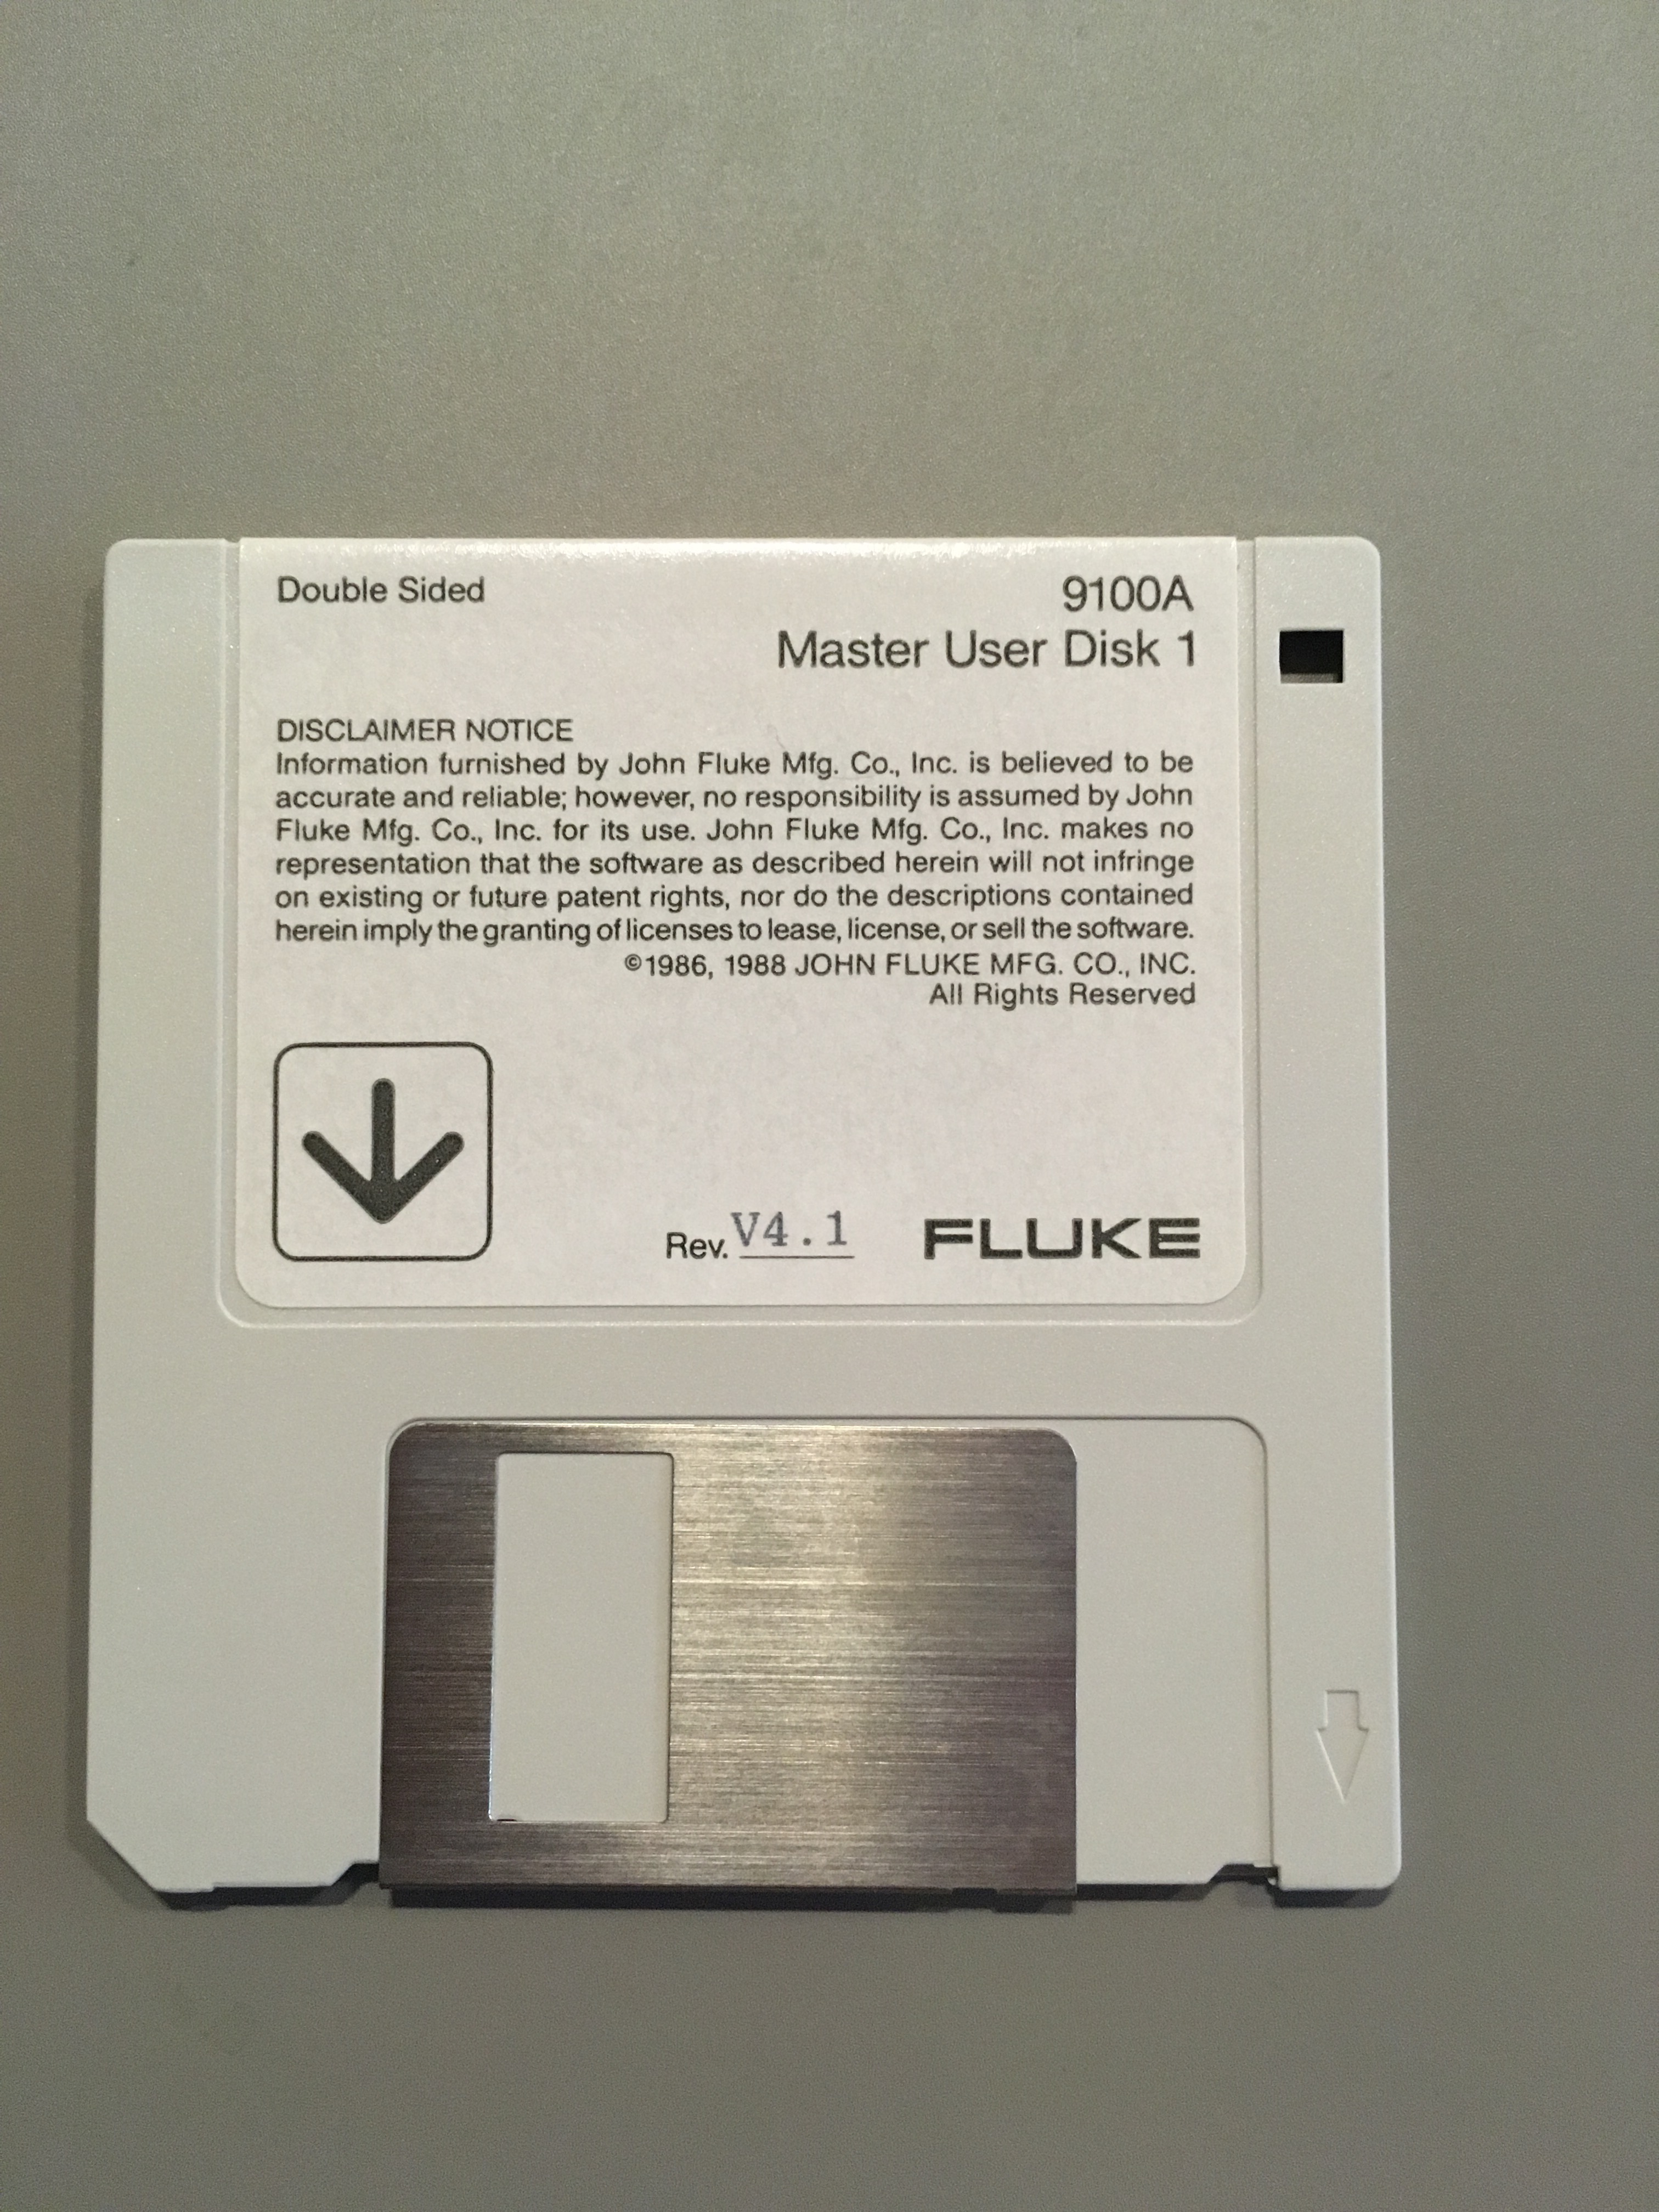 Double Sided
9100A
Master User Disk 1
DISCLAIMER NOTICE
Information furnished by John Fluke Mfg. Co., Inc. is believed to be
accurate and reliable; however, no responsibility is assumed by John
Fluke Mfg. Co., Inc. for its use. John Fluke Mfg. Co., Inc. makes no
representation that the software as described herein will not infringe
on existing or future patent rights, nor do the descriptions contained
herein imply the granting of licenses to lease, license, or sell the software.
©1986, 1988 JOHN FLUKE MFG. CO., INC.
All Rights Reserved
Rev. V4.1
FLUKE